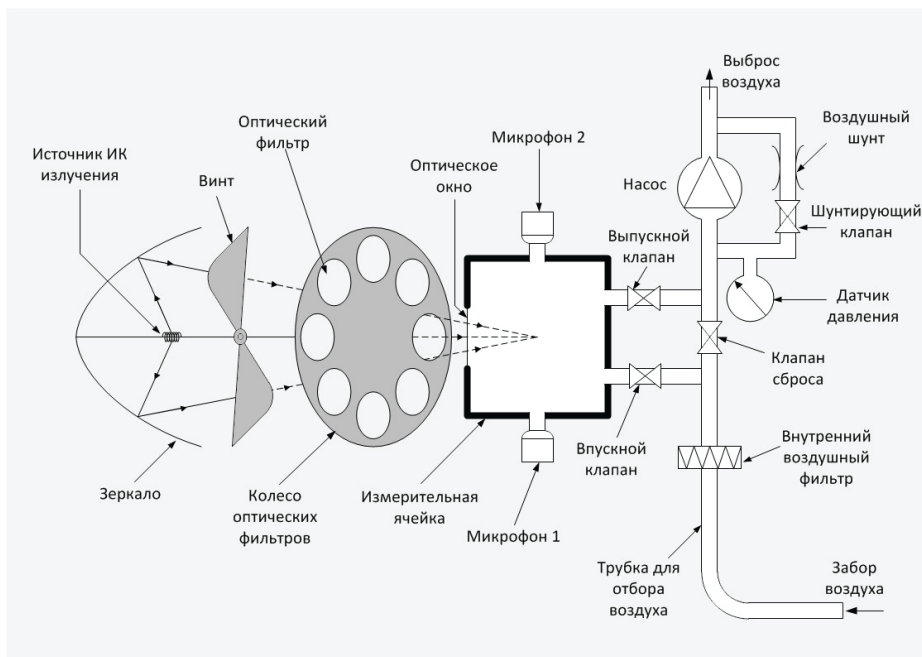 Выброс
воздуха
Оптический
фильтр
Воздушный
шунт
Микрофон 2
Источник ИК
излучения
Оптическое
окно
Винт
Насос
Шунтирующий
клапан
Выпускной
клапан
Датчик
давления
Клапан
сброса
Внутренний
воздушный
фильтр
Впускной
клапан
Зеркало
Колесо
оптических
фильтров
Измерительная
ячейка
Микрофон 1
Трубка для
отбора
воздуха
Забор
воздуха